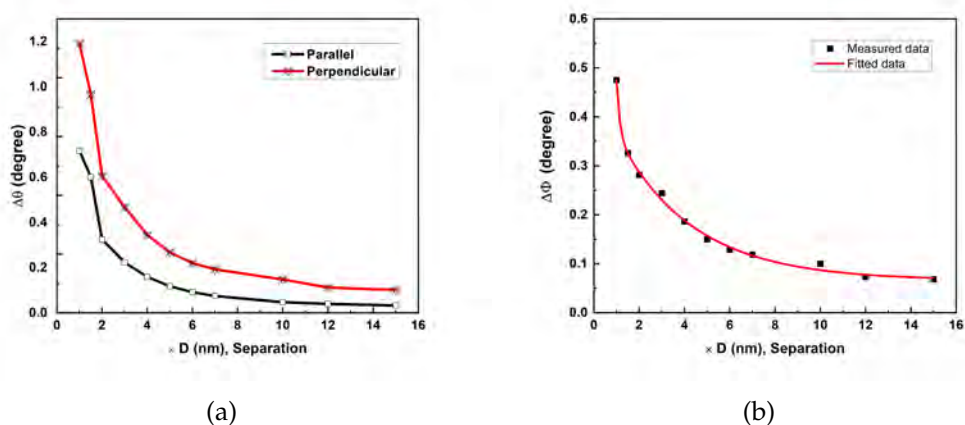 1.2
1.0
0.8
0.6
0.4
0.2
0.0
Δθ (degree)
Parallel
Perpendicular
0 2 4 6 8 10 12 14 16
× D (nm), Separation
(a)
0.6
0.5
0.4
0.3
0.2
0.1
0.0
ΔΦ (degree)
Measured data
Fitted data
0 2 4 6 8 10 12 14 16
× D (nm), Separation
(b)